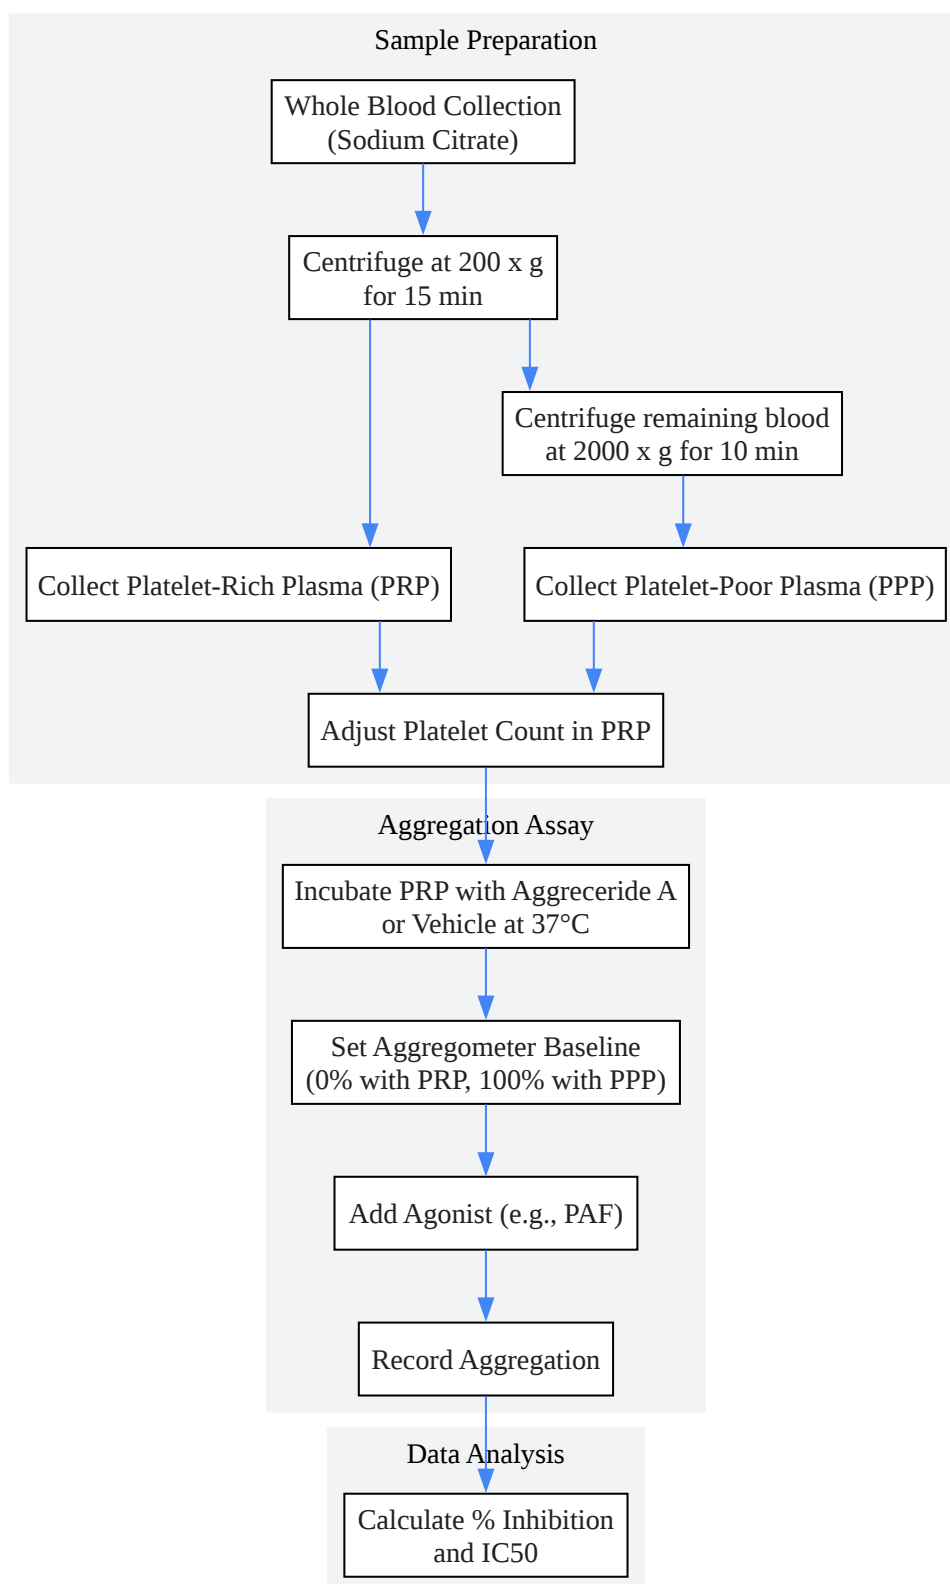 Sample Preparation
Whole Blood Collection
(Sodium Citrate)
Centrifuge at 200 x g
for 15 min
Centrifuge remaining blood
at 2000 x g for 10 min
Collect Platelet-Rich Plasma (PRP)
Collect Platelet-Poor Plasma (PPP)
Adjust Platelet Count in PRP
Aggregation Assay
Incubate PRP with Aggreceride A
or Vehicle at 37°C
Set Aggregometer Baseline
(0% with PRP, 100% with PPP)
Add Agonist (e.g., PAF)
Record Aggregation
Data Analysis
Calculate % Inhibition
and IC50